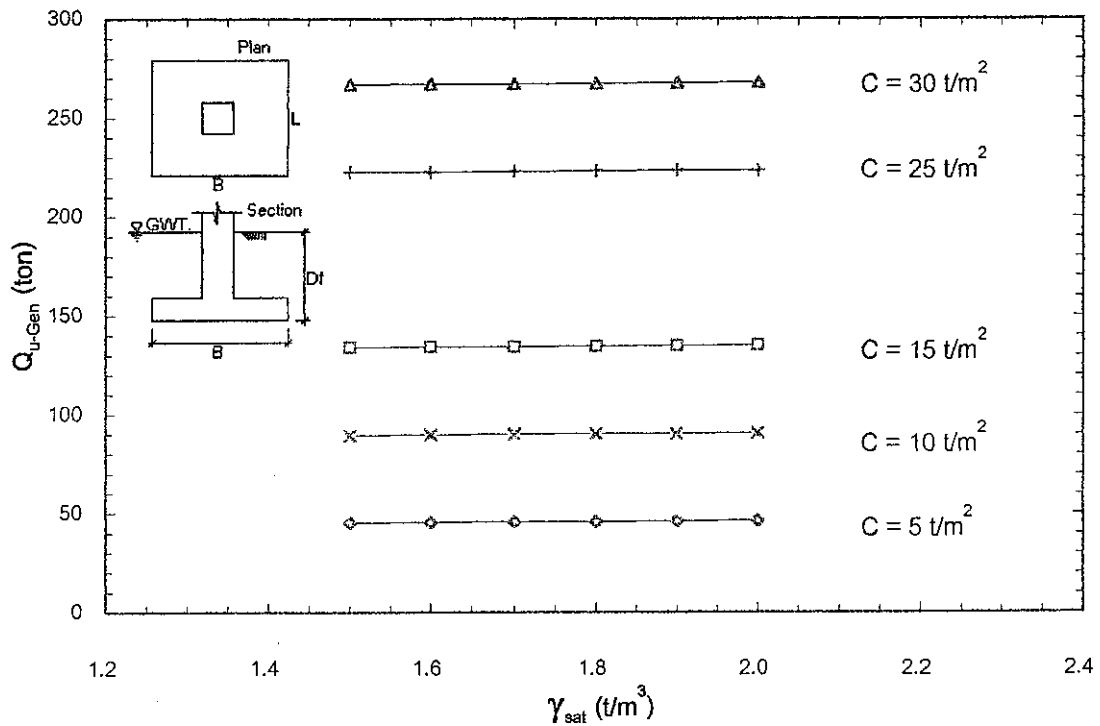 300
250
200
150
100
50
0
Q_u-Gen (ton)
Plan
L
B
Section
GWT.
Df
B
C = 30 t/m²
C = 25 t/m²
C = 15 t/m²
C = 10 t/m²
C = 5 t/m²
1.2 1.4 1.6 1.8 2.0 2.2 2.4
γ_sat (t/m³)